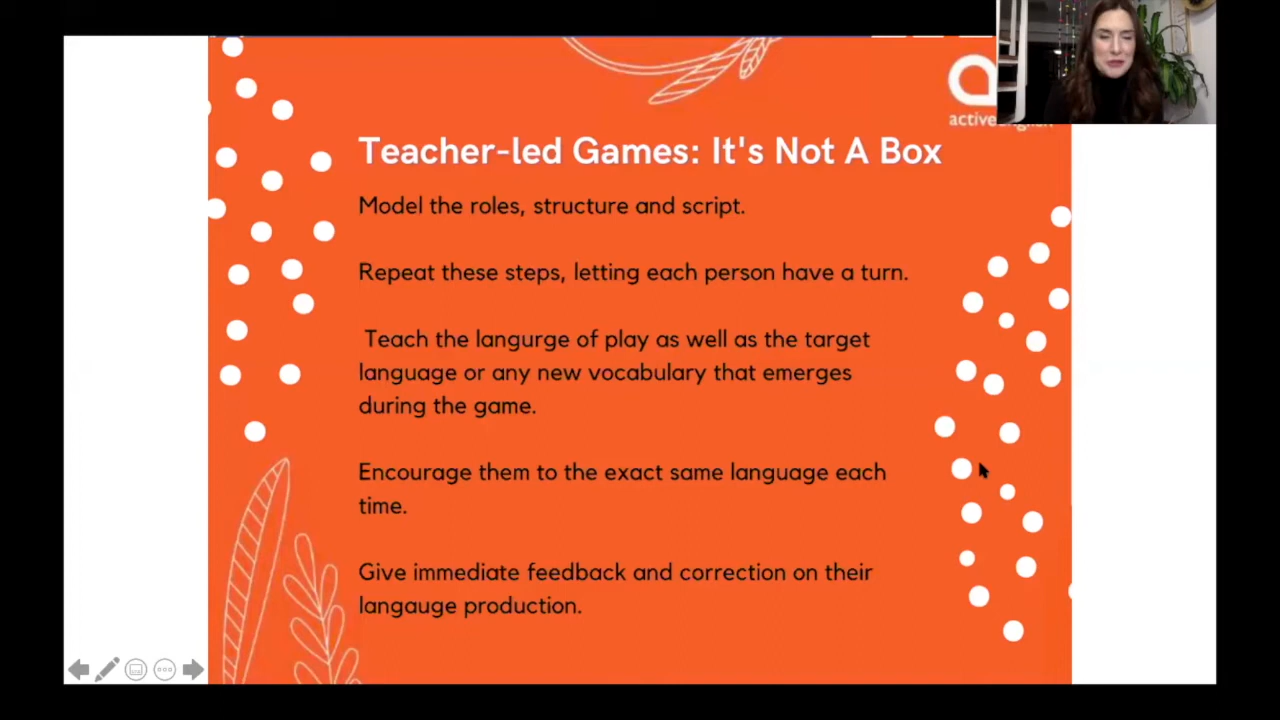 active
Teacher-led Games: It's Not A Box
Model the roles, structure and script.
Repeat these steps, letting each person have a turn.
Teach the langurge of play as well as the target
language or any new vocabulary that emerges
during the game.
Encourage them to the exact same language each
time.
Give immediate feedback and correction on their
langauge production.